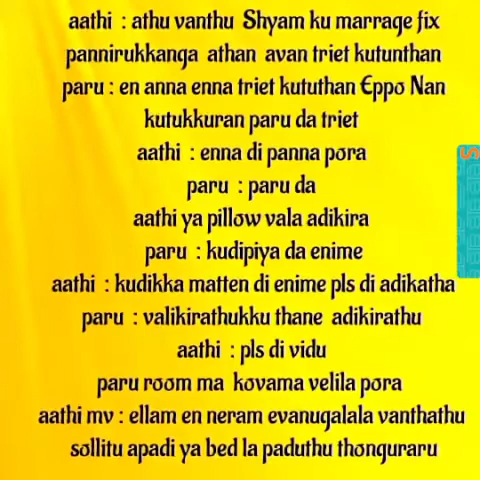 aathi : athu vanthu Shyam ku marrage fix
pannirukkanga athan avan triet kutunthan
paru : en anna enna triet kututhan Eppo Nan
kutukkuran paru da triet
aathi : enna di panna pora
paru : paru da
aathi ya pillow vala adikira
paru : kudipiya da enime
aathi : kudikka matten di enime pls di adikatha
paru : valikirathukku thane adikirathu
aathi : pls di vidu
paru room ma kovama velila pora
aathi mv : ellam en neram evanugalala vanthathu
sollitu apadi ya bed la paduthu thonguraru